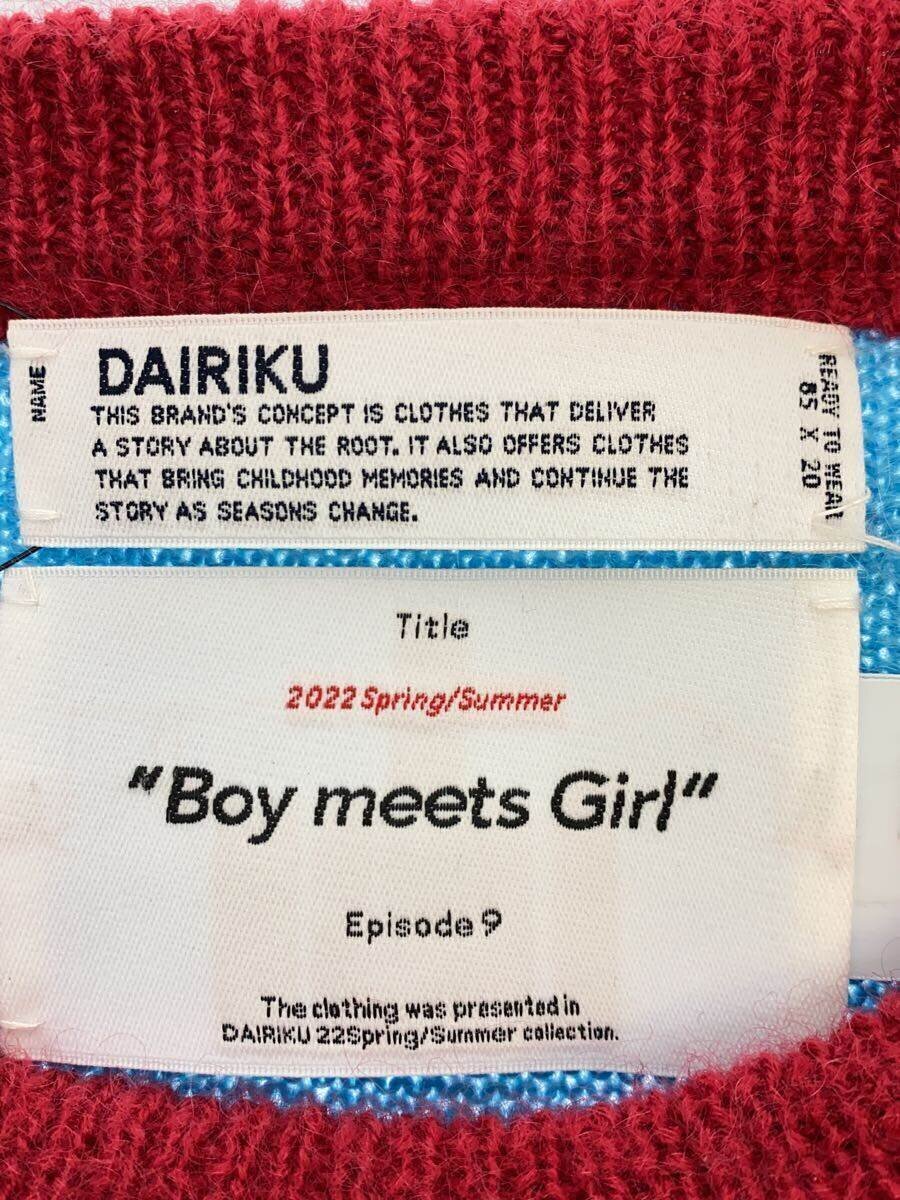 NAME
DAIRIKU
THIS BRAND'S CONCEPT IS CLOTHES THAT DELIVER
A STORY ABOUT THE ROOT. IT ALSO OFFERS CLOTHES
THAT BRING CHILDHOOD MEMORIES AND CONTINUE THE
STORY AS SEASONS CHANGE.
READY TO WEAR
85 X 20
Title
2022 Spring/Summer
"Boy meets Girl"
Episode 9
The clothing was presented in
DAIRIKU 22Spring/Summer collection.